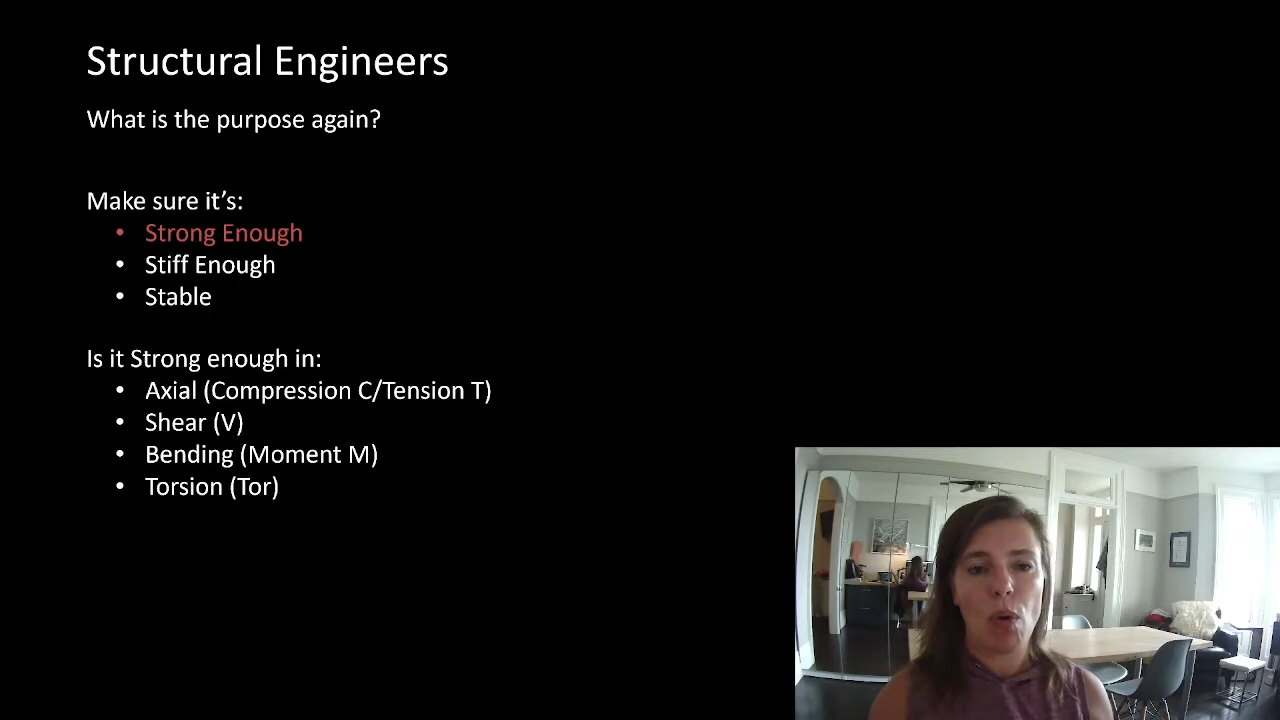 Structural Engineers
What is the purpose again?
Make sure it’s:
• Strong Enough
• Stiff Enough
• Stable
Is it Strong enough in:
• Axial (Compression C/Tension T)
• Shear (V)
• Bending (Moment M)
• Torsion (Tor)